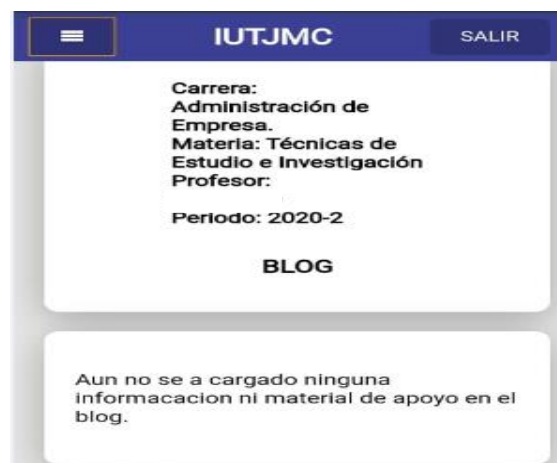 IUTJMC
SALIR
Carrera:
Administración de
Empresa.
Materia: Técnicas de
Estudio e Investigación
Profesor:
Periodo: 2020-2
BLOG
Aun no se a cargado ninguna
informacacion ni material de apoyo en el
blog.